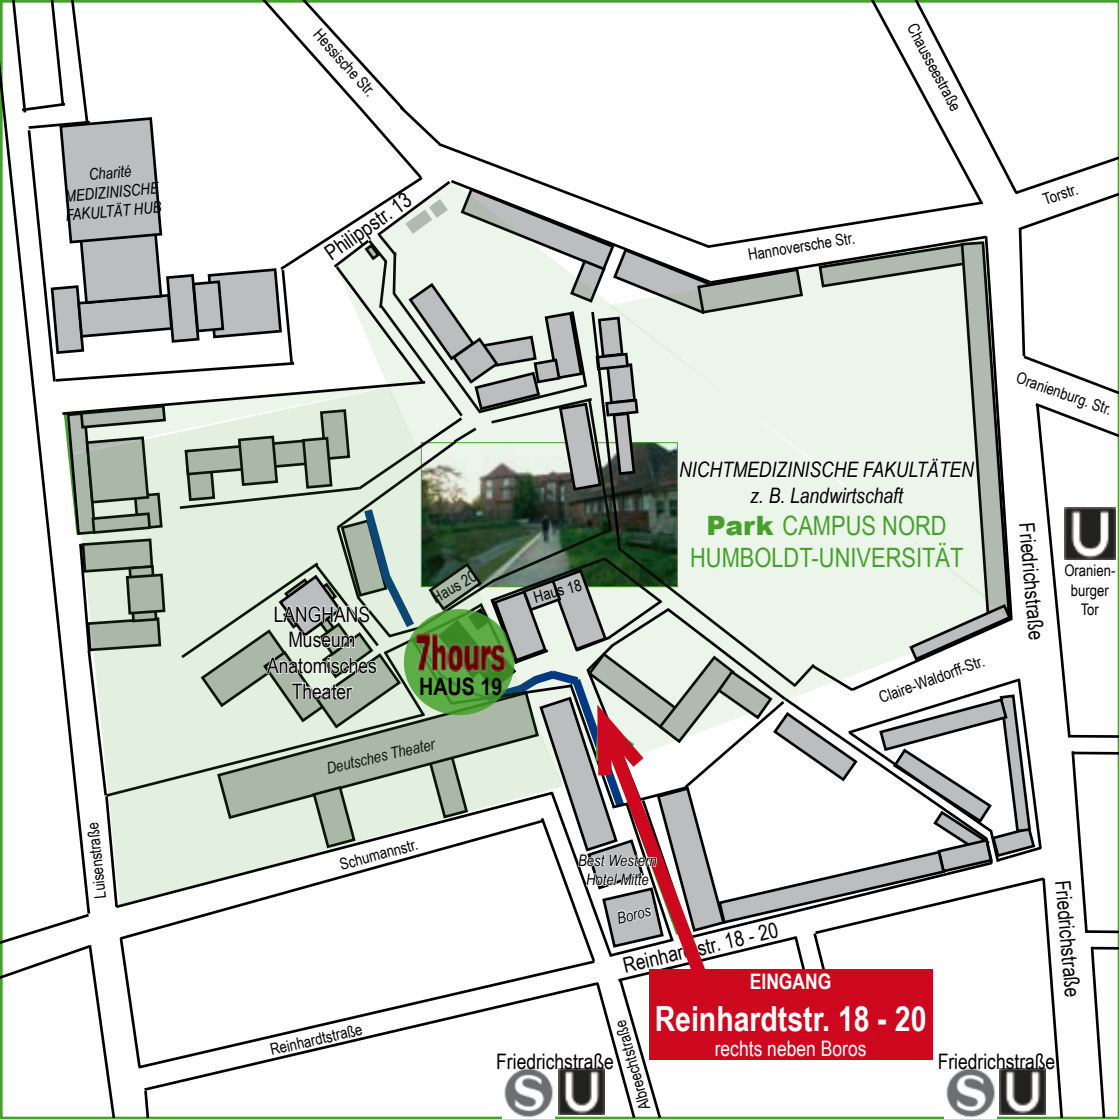 Hessische Str.
Chausseestraße
Charité
MEDIZINISCHE
FAKULTÄT HUB
Torstr.
Philippstr. 13
Hannoversche Str.
Oranienburg. Str.
NICHTMEDIZINISCHE FAKULTÄTEN
z. B. Landwirtschaft
Park CAMPUS NORD
HUMBOLDT-UNIVERSITÄT
U
Oranien-
burger
Tor
Friedrichstraße
Haus 20
Haus 18
LANGHANS
Museum
Anatomisches
Theater
7hours
HAUS 19
Claire-Waldorff-Str.
Deutsches Theater
Luisenstraße
Schumannstr.
Best Western
Hotel Mitte
Boros
Friedrichstraße
Reinhardtstr. 18 - 20
EINGANG
Reinhardtstr. 18 - 20
rechts neben Boros
Reinhardtstraße
Albrechtstraße
Friedrichstraße
S U
Friedrichstraße
S U